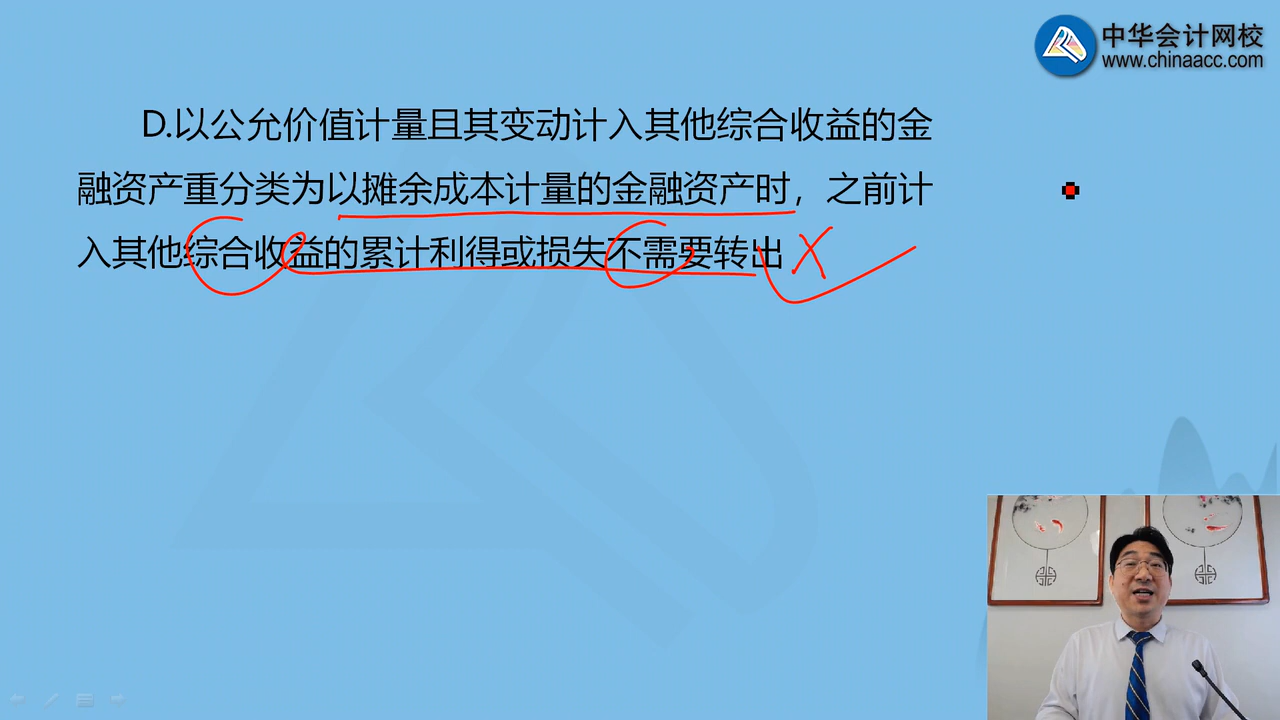 中华会计网校
www.chinaacc.com
D.以公允价值计量且其变动计入其他综合收益的金
融资产重分类为以摊余成本计量的金融资产时，之前计
入其他综合收益的累计利得或损失不需要转出